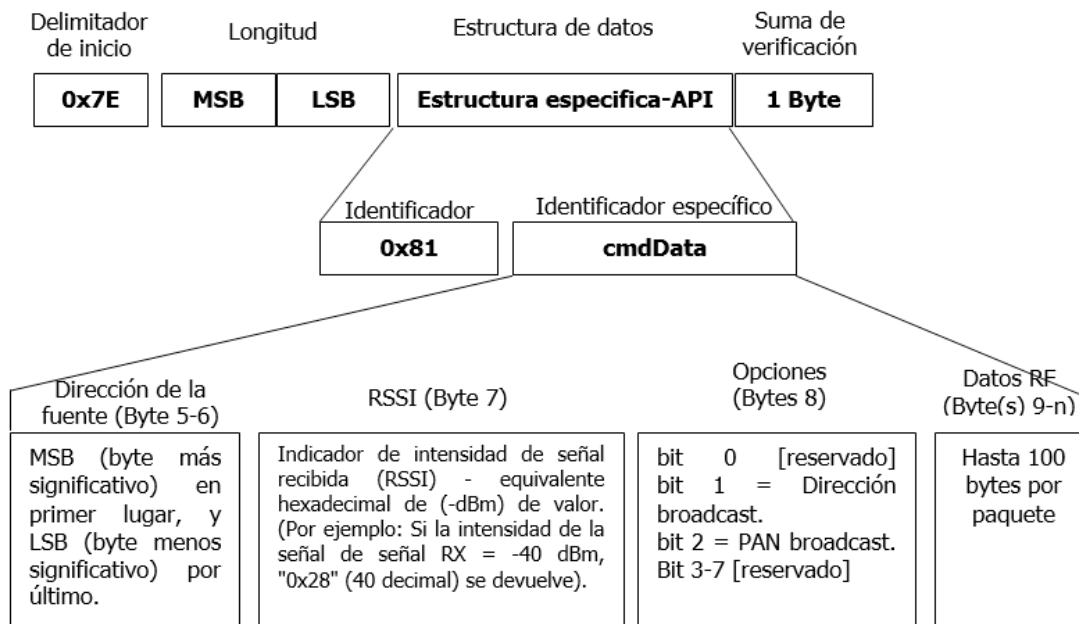 Delimitador
de inicio
Longitud
Estructura de datos
Suma de
verificación
0x7E
MSB
LSB
Estructura especifica-API
1 Byte
Identificador
Identificador específico
0x81
cmdData
Dirección de la
fuente (Byte 5-6)
RSSI (Byte 7)
Opciones
(Bytes 8)
Datos RF
(Byte(s) 9-n)
MSB (byte más
significativo) en
primer lugar, y
LSB (byte menos
significativo) por
último.
Indicador de intensidad de señal
recibida (RSSI) - equivalente
hexadecimal de (-dBm) de valor.
(Por ejemplo: Si la intensidad de la
señal de señal RX = -40 dBm,
"0x28" (40 decimal) se devuelve).
bit 0 [reservado]
bit 1 = Dirección
broadcast.
bit 2 = PAN broadcast.
Bit 3-7 [reservado]
Hasta 100
bytes por
paquete